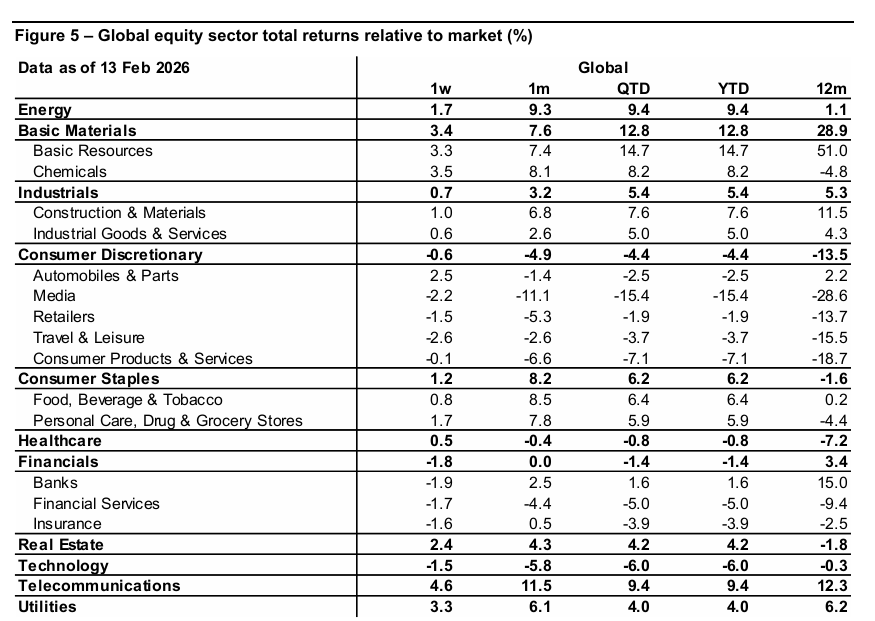 Figure 5 – Global equity sector total returns relative to market (%)
Data as of 13 Feb 2026 Global
1w 1m QTD YTD 12m
Energy 1.7 9.3 9.4 9.4 1.1
Basic Materials 3.4 7.6 12.8 12.8 28.9
Basic Resources 3.3 7.4 14.7 14.7 51.0
Chemicals 3.5 8.1 8.2 8.2 -4.8
Industrials 0.7 3.2 5.4 5.4 5.3
Construction & Materials 1.0 6.8 7.6 7.6 11.5
Industrial Goods & Services 0.6 2.6 5.0 5.0 4.3
Consumer Discretionary -0.6 -4.9 -4.4 -4.4 -13.5
Automobiles & Parts 2.5 -1.4 -2.5 -2.5 2.2
Media -2.2 -11.1 -15.4 -15.4 -28.6
Retailers -1.5 -5.3 -1.9 -1.9 -13.7
Travel & Leisure -2.6 -2.6 -3.7 -3.7 -15.5
Consumer Products & Services -0.1 -6.6 -7.1 -7.1 -18.7
Consumer Staples 1.2 8.2 6.2 6.2 -1.6
Food, Beverage & Tobacco 0.8 8.5 6.4 6.4 0.2
Personal Care, Drug & Grocery Stores 1.7 7.8 5.9 5.9 -4.4
Healthcare 0.5 -0.4 -0.8 -0.8 -7.2
Financials -1.8 0.0 -1.4 -1.4 3.4
Banks -1.9 2.5 1.6 1.6 15.0
Financial Services -1.7 -4.4 -5.0 -5.0 -9.4
Insurance -1.6 0.5 -3.9 -3.9 -2.5
Real Estate 2.4 4.3 4.2 4.2 -1.8
Technology -1.5 -5.8 -6.0 -6.0 -0.3
Telecommunications 4.6 11.5 9.4 9.4 12.3
Utilities 3.3 6.1 4.0 4.0 6.2